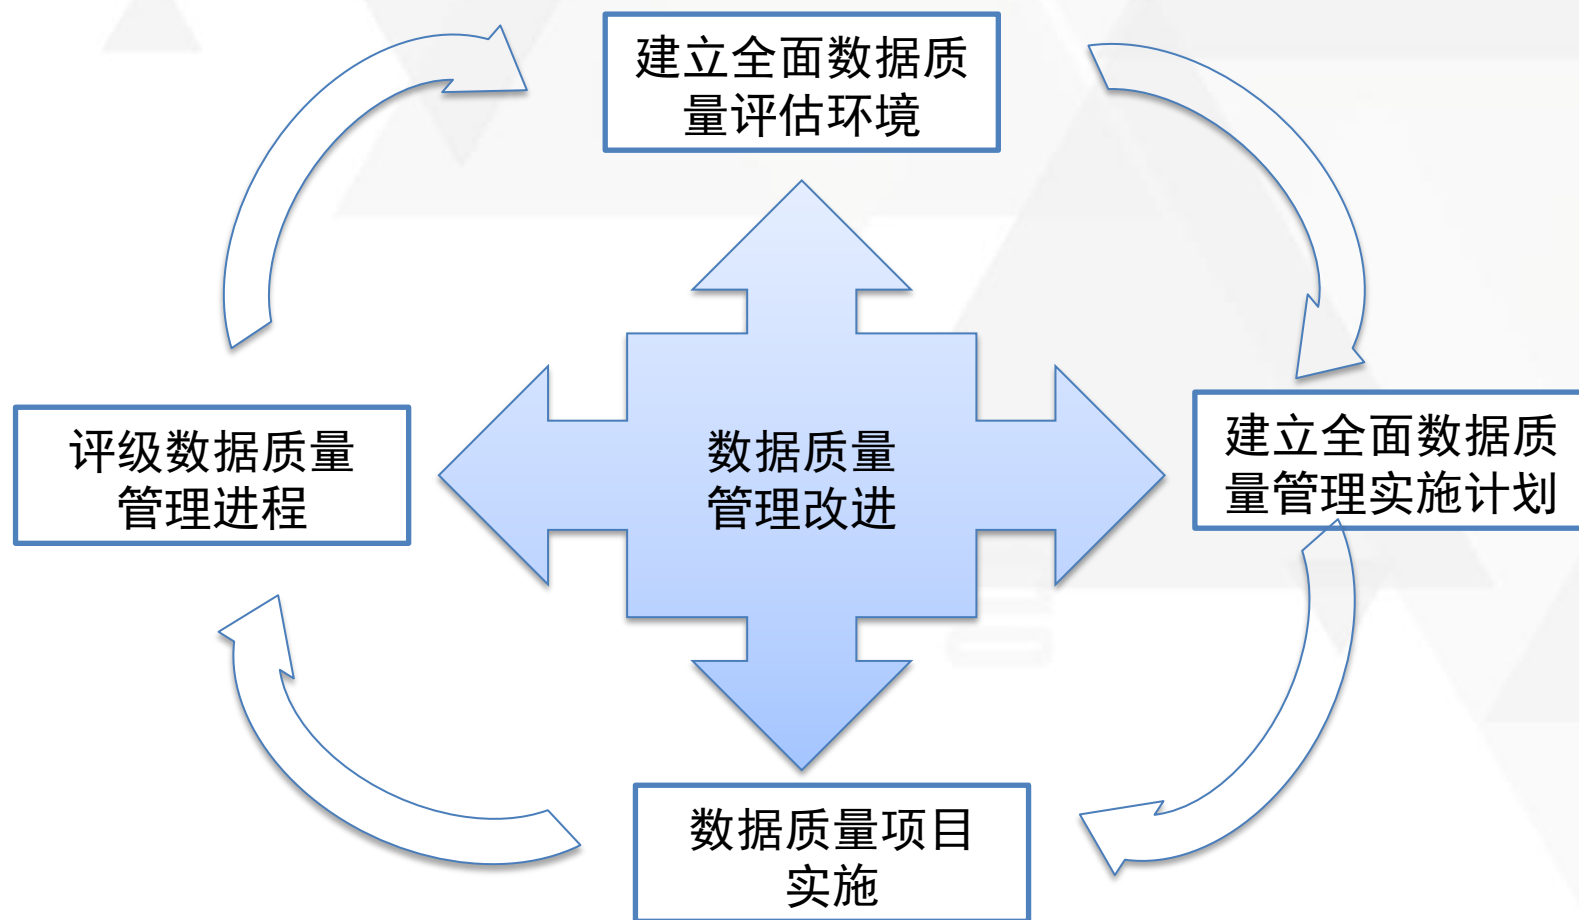 建立全面数据质
量评估环境
评级数据质量
管理进程
数据质量
管理改进
建立全面数据质
量管理实施计划
数据质量项目
实施